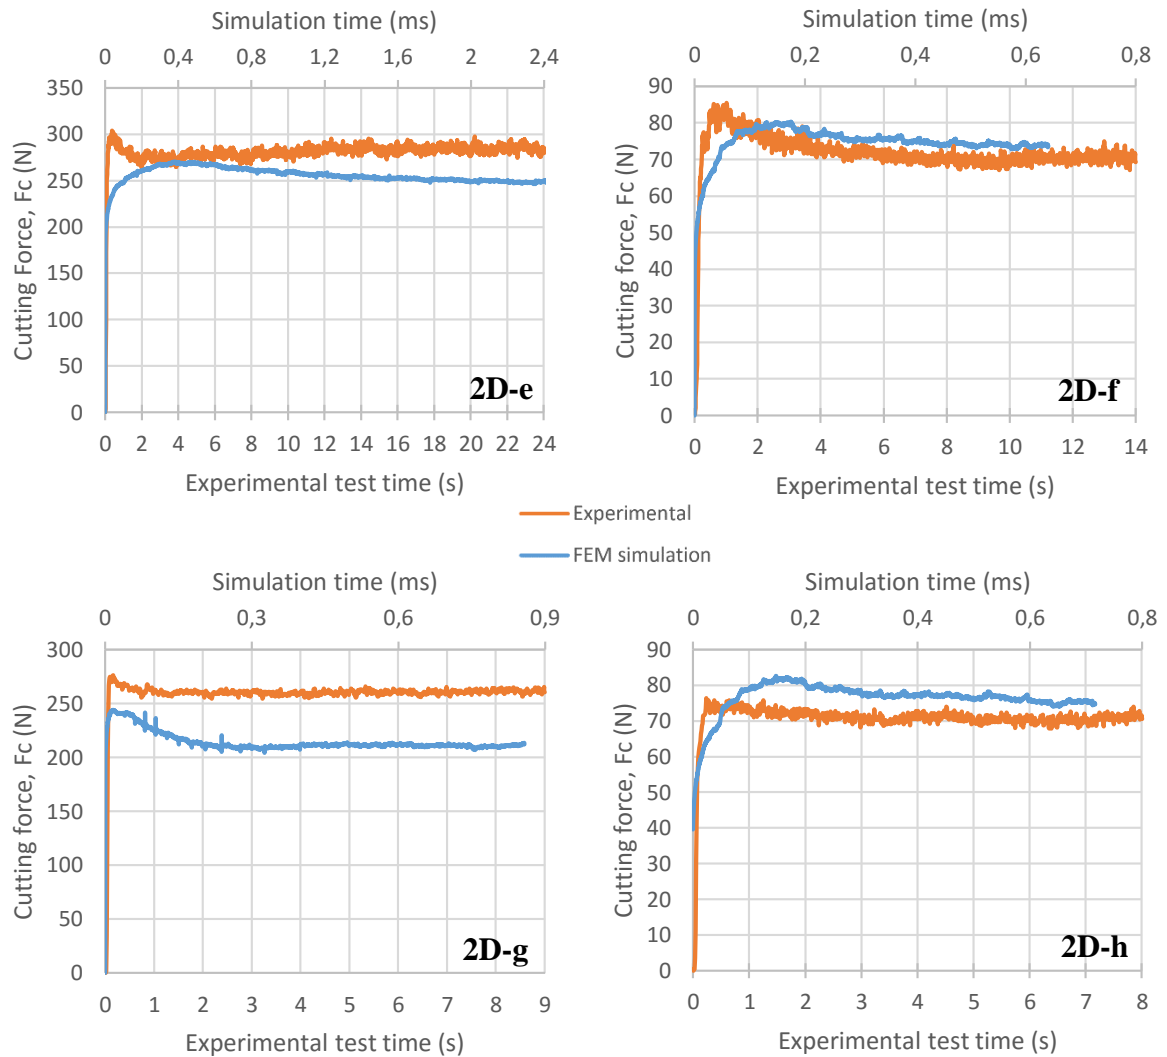 Simulation time (ms)
0 0,4 0,8 1,2 1,6 2 2,4
350
300
250
200
150
100
50
0
Cutting Force, Fc (N)
2D-e
0 2 4 6 8 10 12 14 16 18 20 22 24
Experimental test time (s)
Simulation time (ms)
0 0,2 0,4 0,6 0,8
90
80
70
60
50
40
30
20
10
0
Cutting force, Fc (N)
2D-f
0 2 4 6 8 10 12 14
Experimental test time (s)
Experimental
FEM simulation
Simulation time (ms)
0 0,3 0,6 0,9
300
250
200
150
100
50
0
Cutting force, Fc (N)
2D-g
0 1 2 3 4 5 6 7 8 9
Experimental test time (s)
Simulation time (ms)
0 0,2 0,4 0,6 0,8
90
80
70
60
50
40
30
20
10
0
Cutting force, Fc (N)
2D-h
0 1 2 3 4 5 6 7 8
Experimental test time (s)